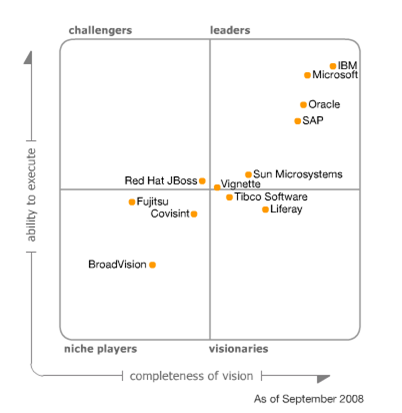 challengers
leaders
IBM
Microsoft
Oracle
SAP
Sun Microsystems
Red Hat JBoss
Vignette
Tibco Software
Fujitsu
Liferay
Covisint
BroadVision
ability to execute
niche players
visionaries
completeness of vision
As of September 2008